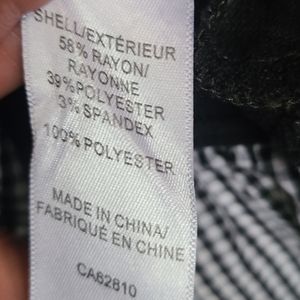 SHELL/EXTÉRIEUR
58% RAYON/
RAYONNE
39% POLYESTER
3% SPANDEX
100% POLYESTER
MADE IN CHINA/
FABRIQUÉ EN CHINE
CA62810